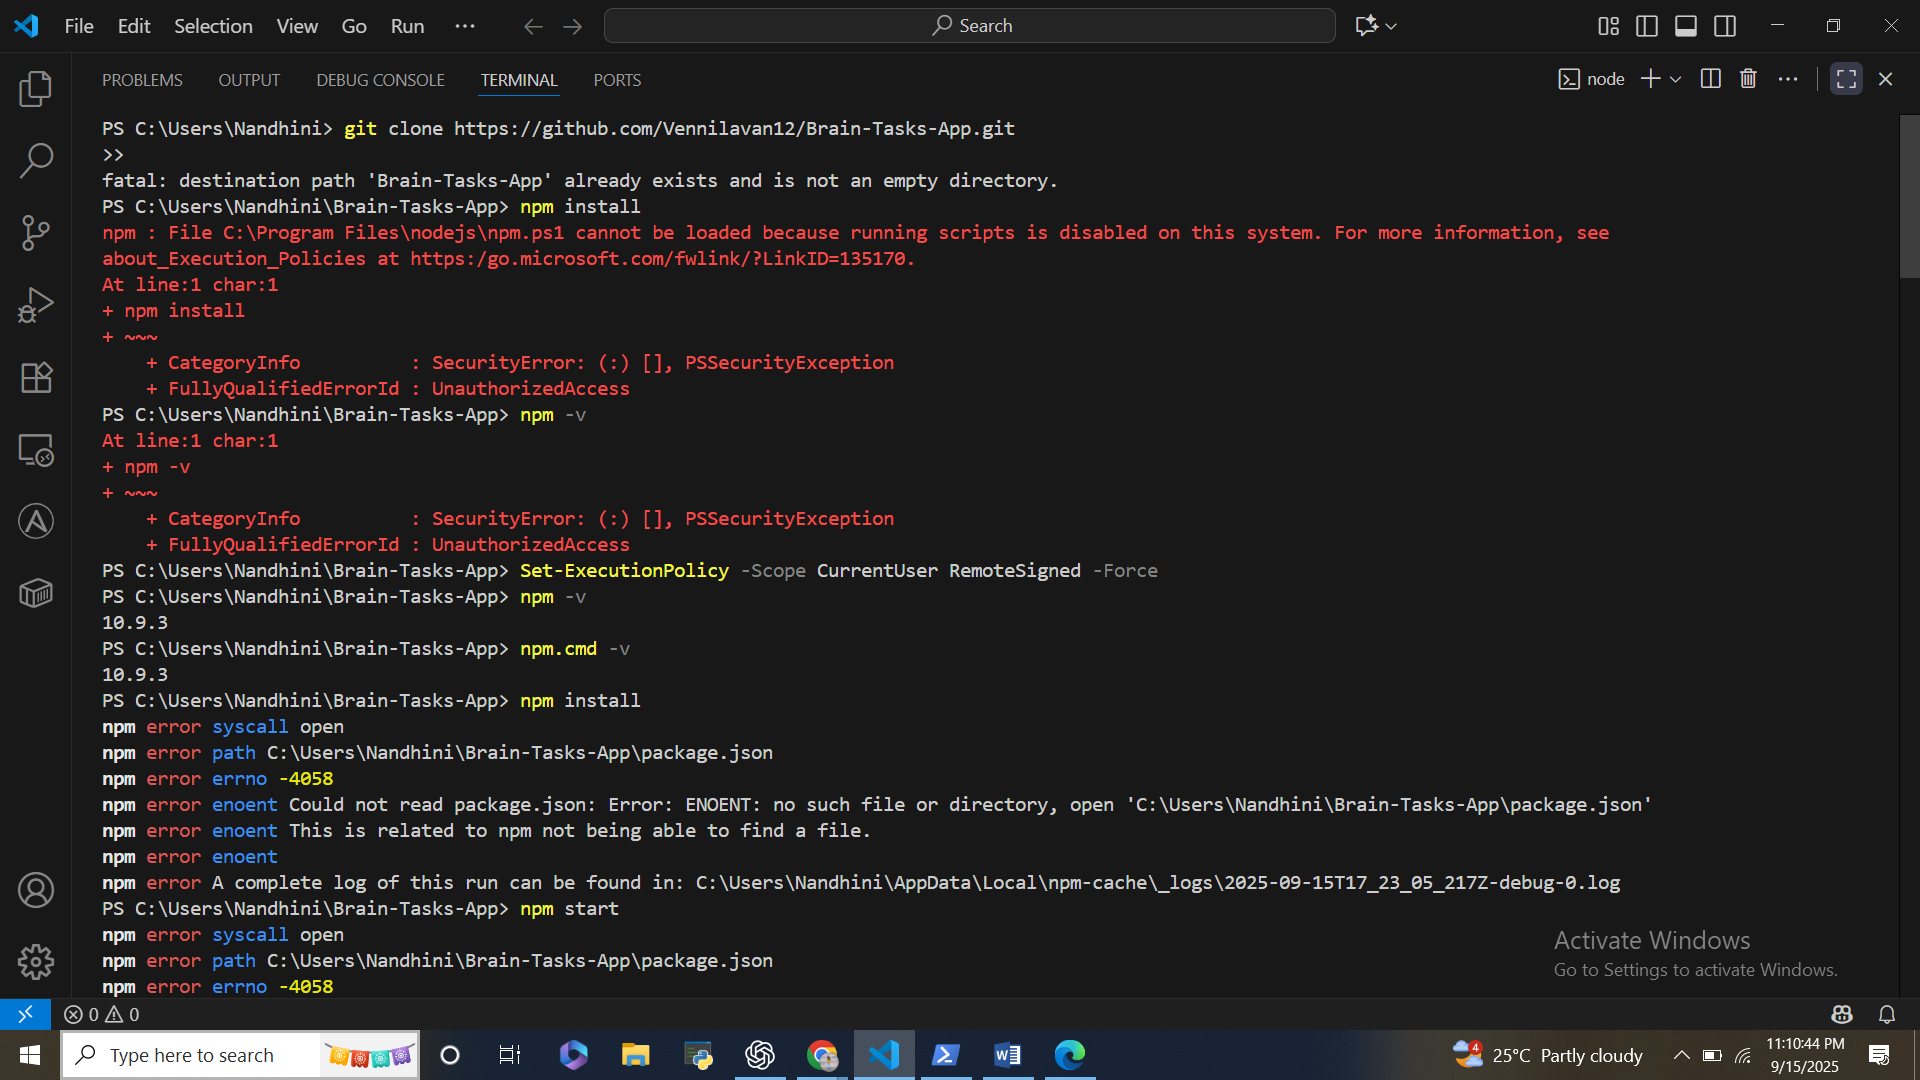 File Edit Selection View Go Run ··· Search
PROBLEMS OUTPUT DEBUG CONSOLE TERMINAL PORTS node
PS C:\Users\Nandhini> git clone https://github.com/Vennilavan12/Brain-Tasks-App.git
>>
fatal: destination path 'Brain-Tasks-App' already exists and is not an empty directory.
PS C:\Users\Nandhini\Brain-Tasks-App> npm install
npm : File C:\Program Files\nodejs\npm.ps1 cannot be loaded because running scripts is disabled on this system. For more information, see
about_Execution_Policies at https:/go.microsoft.com/fwlink/?LinkID=135170.
At line:1 char:1
+ npm install
+ ~~~
    + CategoryInfo          : SecurityError: (:) [], PSSecurityException
    + FullyQualifiedErrorId : UnauthorizedAccess
PS C:\Users\Nandhini\Brain-Tasks-App> npm -v
At line:1 char:1
+ npm -v
+ ~~~
    + CategoryInfo          : SecurityError: (:) [], PSSecurityException
    + FullyQualifiedErrorId : UnauthorizedAccess
PS C:\Users\Nandhini\Brain-Tasks-App> Set-ExecutionPolicy -Scope CurrentUser RemoteSigned -Force
PS C:\Users\Nandhini\Brain-Tasks-App> npm -v
10.9.3
PS C:\Users\Nandhini\Brain-Tasks-App> npm.cmd -v
10.9.3
PS C:\Users\Nandhini\Brain-Tasks-App> npm install
npm error syscall open
npm error path C:\Users\Nandhini\Brain-Tasks-App\package.json
npm error errno -4058
npm error enoent Could not read package.json: Error: ENOENT: no such file or directory, open 'C:\Users\Nandhini\Brain-Tasks-App\package.json'
npm error enoent This is related to npm not being able to find a file.
npm error enoent
npm error A complete log of this run can be found in: C:\Users\Nandhini\AppData\Local\npm-cache\_logs\2025-09-15T17_23_05_217Z-debug-0.log
PS C:\Users\Nandhini\Brain-Tasks-App> npm start
npm error syscall open
npm error path C:\Users\Nandhini\Brain-Tasks-App\package.json
npm error errno -4058
Activate Windows
Go to Settings to activate Windows.
0 0
Type here to search
4 25°C Partly cloudy
11:10:44 PM
9/15/2025